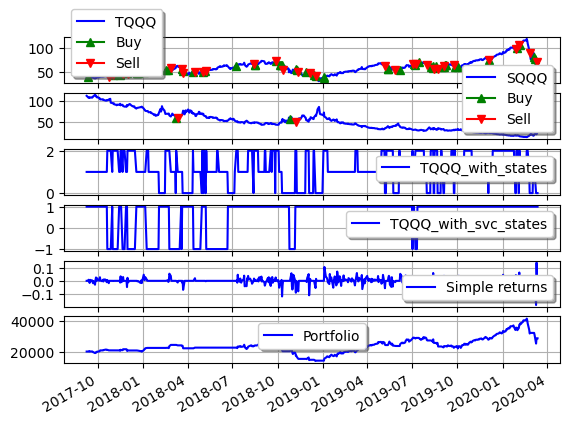 TQQQ
Buy
Sell
100
50
SQQQ
Buy
Sell
100
50
2
TQQQ_with_states
0
1
TQQQ_with_svc_states
0
−1
0.1
0.0
−0.1
Simple returns
40000
Portfolio
20000
2017-10
2018-01
2018-04
2018-07
2018-10
2019-01
2019-04
2019-07
2019-10
2020-01
2020-04